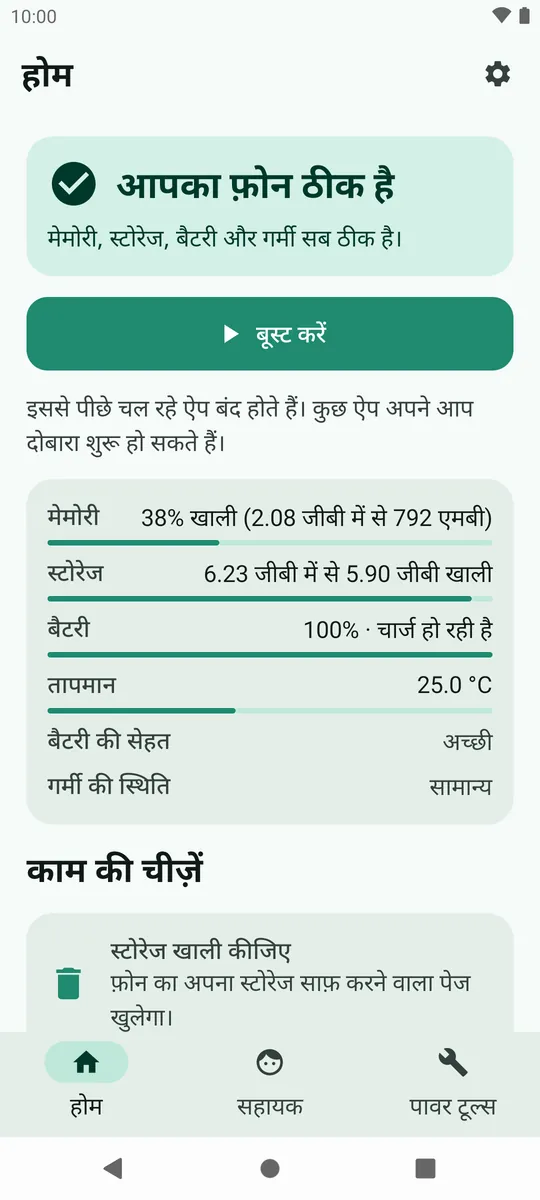 10:00
होम
आपका फ़ोन ठीक है
मेमोरी, स्टोरेज, बैटरी और गर्मी सब ठीक है।
बूस्ट करें
इससे पीछे चल रहे ऐप बंद होते हैं। कुछ ऐप अपने आप
दोबारा शुरू हो सकते हैं।
मेमोरी 38% खाली (2.08 जीबी में से 792 एमबी)
स्टोरेज 6.23 जीबी में से 5.90 जीबी खाली
बैटरी 100% · चार्ज हो रही है
तापमान 25.0 °C
बैटरी की सेहत अच्छी
गर्मी की स्थिति सामान्य
काम की चीज़ें
स्टोरेज खाली कीजिए
फ़ोन का अपना स्टोरेज साफ़ करने वाला पेज
खुलेगा।
होम सहायक पावर टूल्स